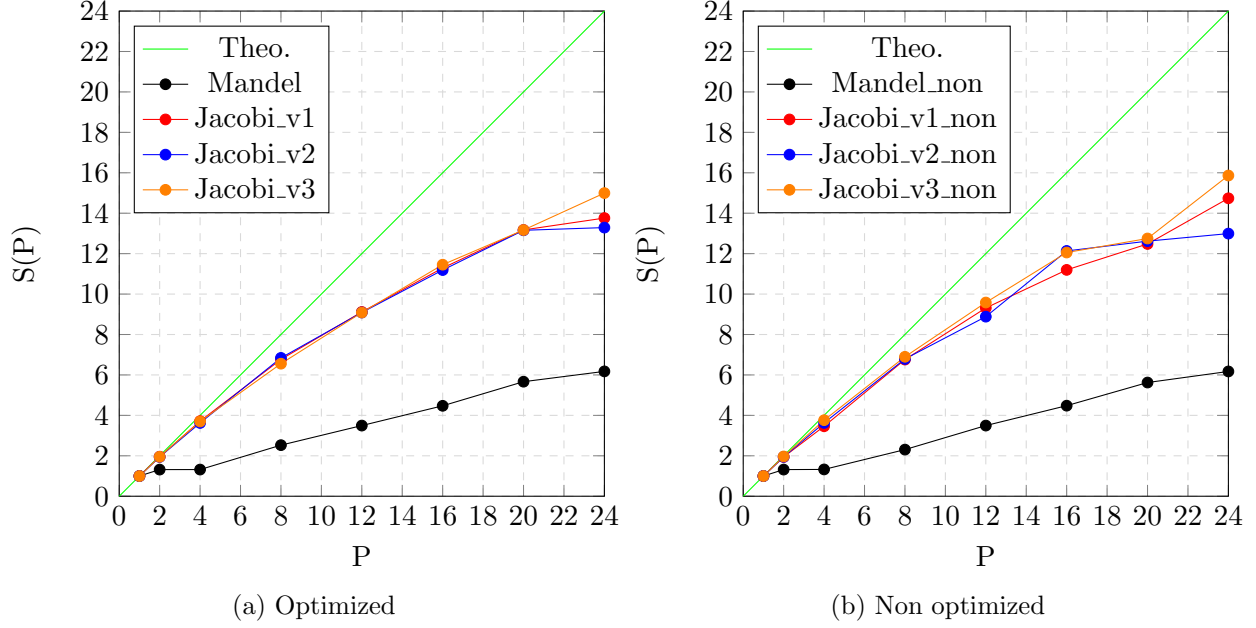 24
22
20
18
16
14
12
10
8
6
4
2
0
S(P)
Theo.
Mandel
Jacobi_v1
Jacobi_v2
Jacobi_v3
0 2 4 6 8 10 12 14 16 18 20 22 24
P
(a) Optimized
24
22
20
18
16
14
12
10
8
6
4
2
0
S(P)
Theo.
Mandel_non
Jacobi_v1_non
Jacobi_v2_non
Jacobi_v3_non
0 2 4 6 8 10 12 14 16 18 20 22 24
P
(b) Non optimized